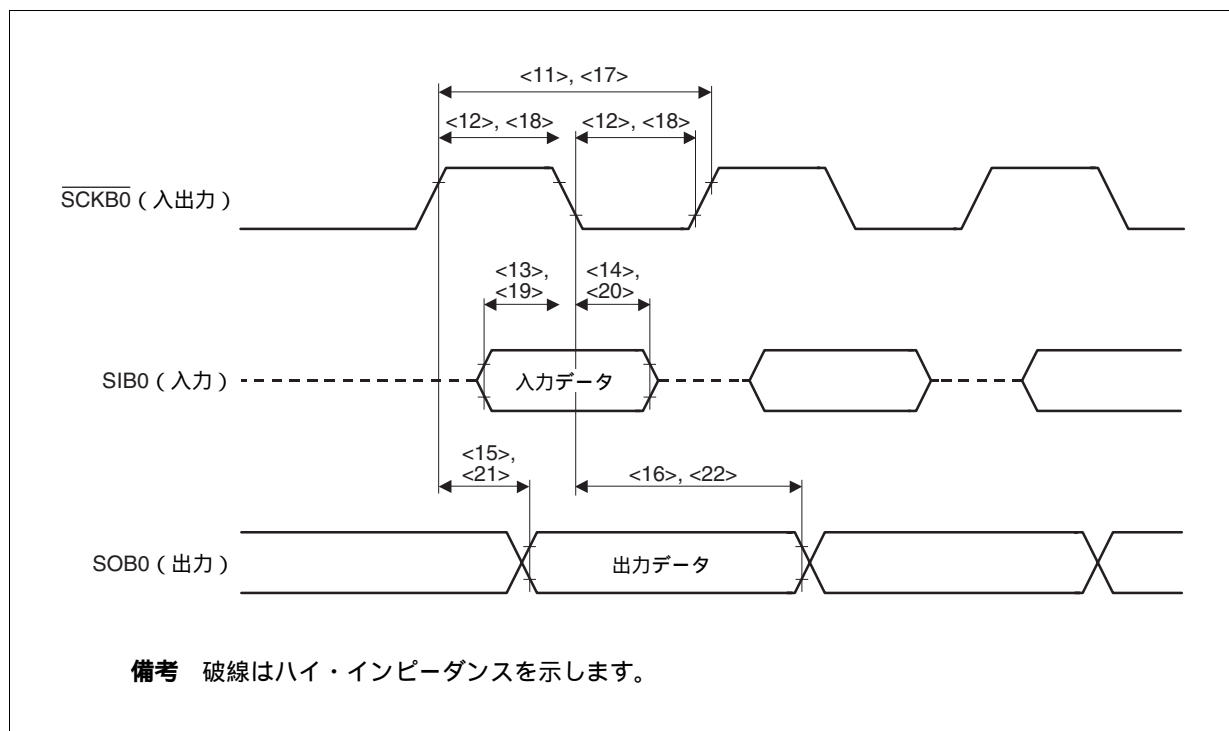 <11>, <17>
<12>, <18> <12>, <18>
SCKB0 ( 入出力 )
<13>,
<19>
<14>,
<20>
SIB0 ( 入力 )
入力データ
<15>,
<21>
<16>, <22>
SOB0 ( 出力 )
出力データ
備考 破線はハイ・インピーダンスを示します。